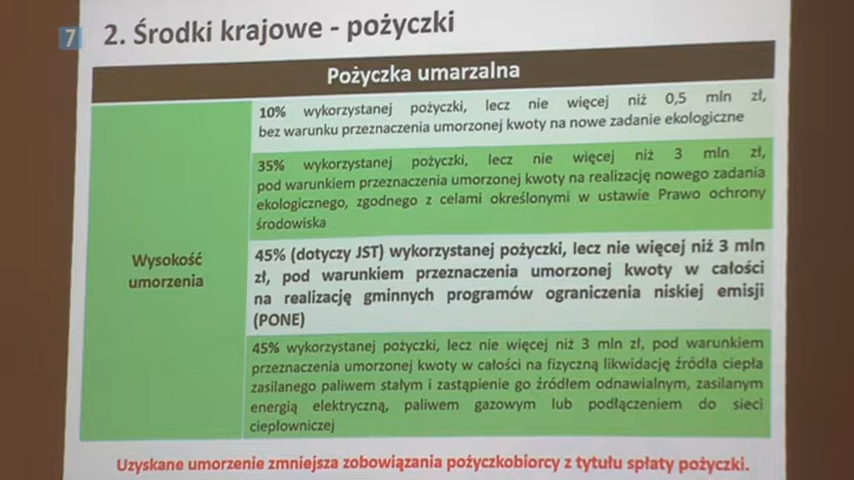 7
2. Środki krajowe - pożyczki
Pożyczka umarzalna
10% wykorzystanej pożyczki, lecz nie więcej niż 0,5 mln zł,
bez warunku przeznaczenia umorzonej kwoty na nowe zadanie ekologiczne
35% wykorzystanej pożyczki, lecz nie więcej niż 3 mln zł,
pod warunkiem przeznaczenia umorzonej kwoty na realizację nowego zadania
ekologicznego, zgodnego z celami określonymi w ustawie Prawo ochrony
środowiska
Wysokość
umorzenia
45% (dotyczy JST) wykorzystanej pożyczki, lecz nie więcej niż 3 mln
zł, pod warunkiem przeznaczenia umorzonej kwoty w całości
na realizację gminnych programów ograniczenia niskiej emisji
(PONE)
45% wykorzystanej pożyczki, lecz nie więcej niż 3 mln zł, pod warunkiem
przeznaczenia umorzonej kwoty w całości na fizyczną likwidację źródła ciepła
zasilanego paliwem stałym i zastąpienie go źródłem odnawialnym, zasilanym
energią elektryczną, paliwem gazowym lub podłączeniem do sieci
ciepłowniczej
Uzyskane umorzenie zmniejsza zobowiązania pożyczkobiorcy z tytułu spłaty pożyczki.